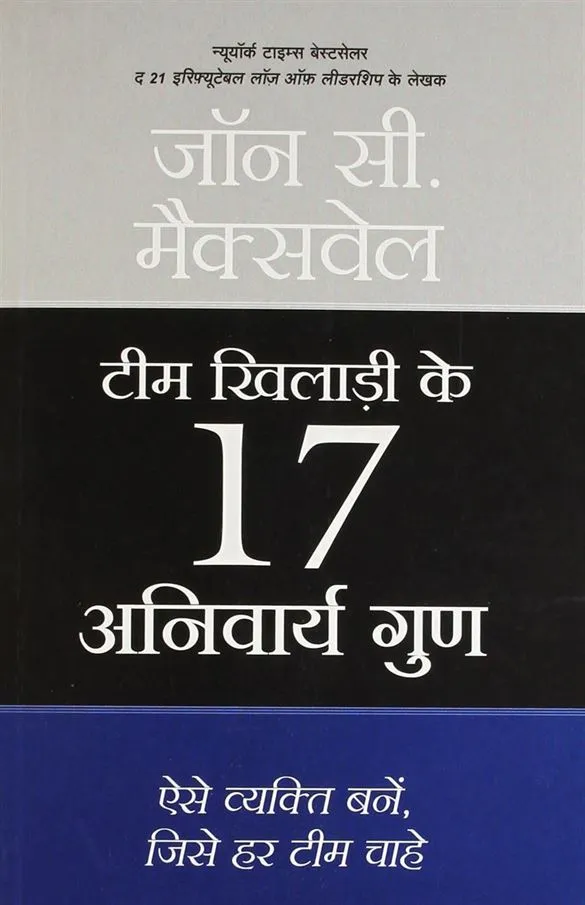 न्यूयॉर्क टाइम्स बेस्टसेलर
द 21 इरिफ़्यूटेबल लॉज़ ऑफ़ लीडरशिप के लेखक
जॉन सी.
मैक्सवेल
टीम खिलाड़ी के
17
अनिवार्य गुण
ऐसे व्यक्ति बनें,
जिसे हर टीम चाहे